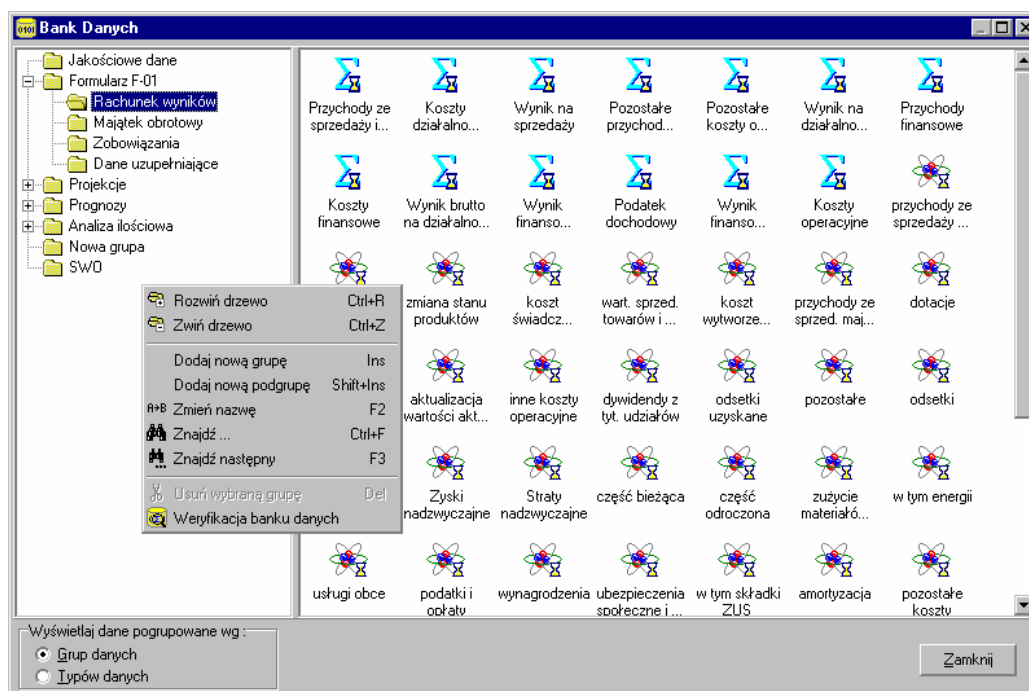 Bank Danych
Jakościowe dane
Formularz F-01
Rachunek wyników
Majątek obrotowy
Zobowiązania
Dane uzupełniające
Projekcje
Prognozy
Analiza ilościowa
Nowa grupa
SWO
Rozwiń drzewo Ctrl+R
Zwiń drzewo Ctrl+Z
Dodaj nową grupę Ins
Dodaj nową podgrupę Shift+Ins
A→B Zmień nazwę F2
Znajdź ... Ctrl+F
Znajdź następny F3
Usuń wybraną grupę Del
Weryfikacja banku danych
Przychody ze sprzedaży i...
Koszty działalno...
Wynik na sprzedaży
Pozostałe przychod...
Pozostałe koszty o...
Wynik na działalno...
Przychody finansowe
Koszty finansowe
Wynik brutto na działalno...
Wynik finanso...
Podatek dochodowy
Wynik finanso...
Koszty operacyjne
przychody ze sprzedaży ...
zmiana stanu produktów
koszt świadcz...
wart. sprzed. towarów i ...
koszt wytworze...
przychody ze sprzed. maj...
dotacje
aktualizacja wartości akt...
inne koszty operacyjne
dywidendy z tyt. udziałów
odsetki uzyskane
pozostałe
odsetki
Zyski nadzwyczajne
Straty nadzwyczajne
część bieżąca
część odroczona
zużycie materiałó...
w tym energii
usługi obce
podatki i opłaty
wynagrodzenia
ubezpieczenia społeczne i ...
w tym składki ZUS
amortyzacja
pozostałe koszty
Wyświetlaj dane pogrupowane wg :
Grup danych
Typów danych
Zamknij